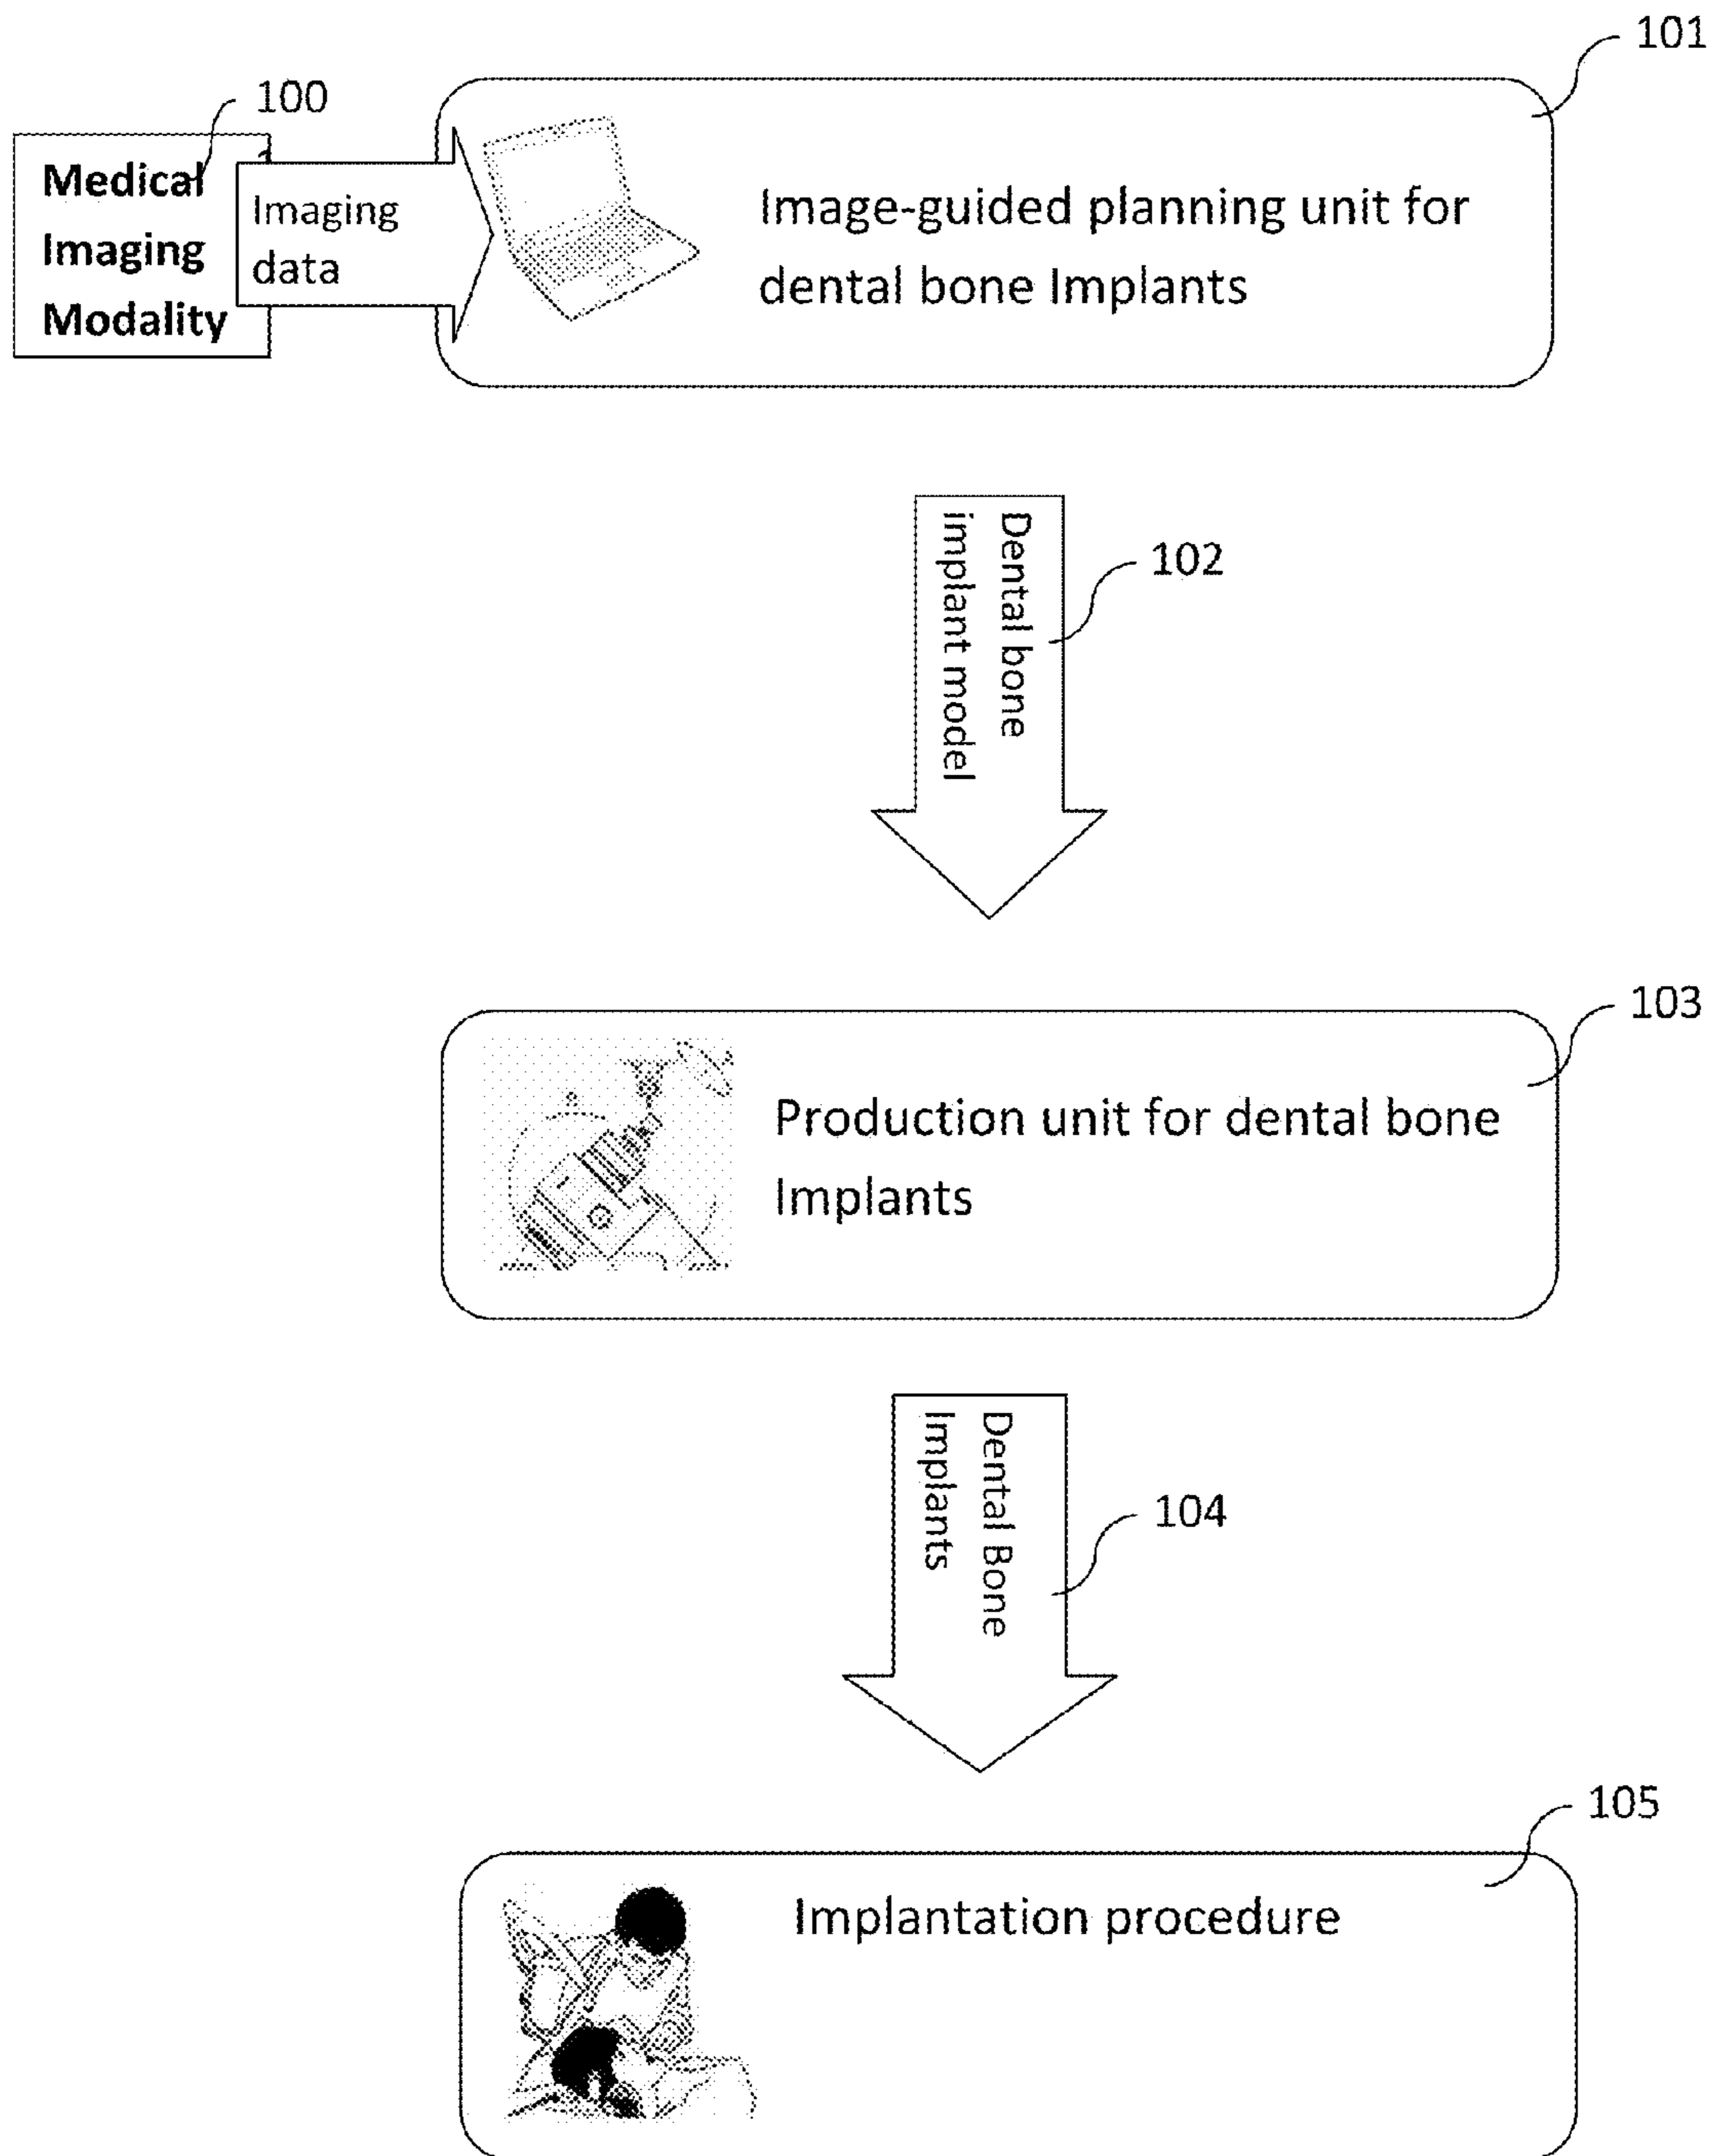 101
100
Medical
Imaging
Modality
Imaging
data
Image-guided planning unit for
dental bone Implants
Dental bone
implant model
102
103
Production unit for dental bone
Implants
Dental Bone
Implants
104
105
Implantation procedure